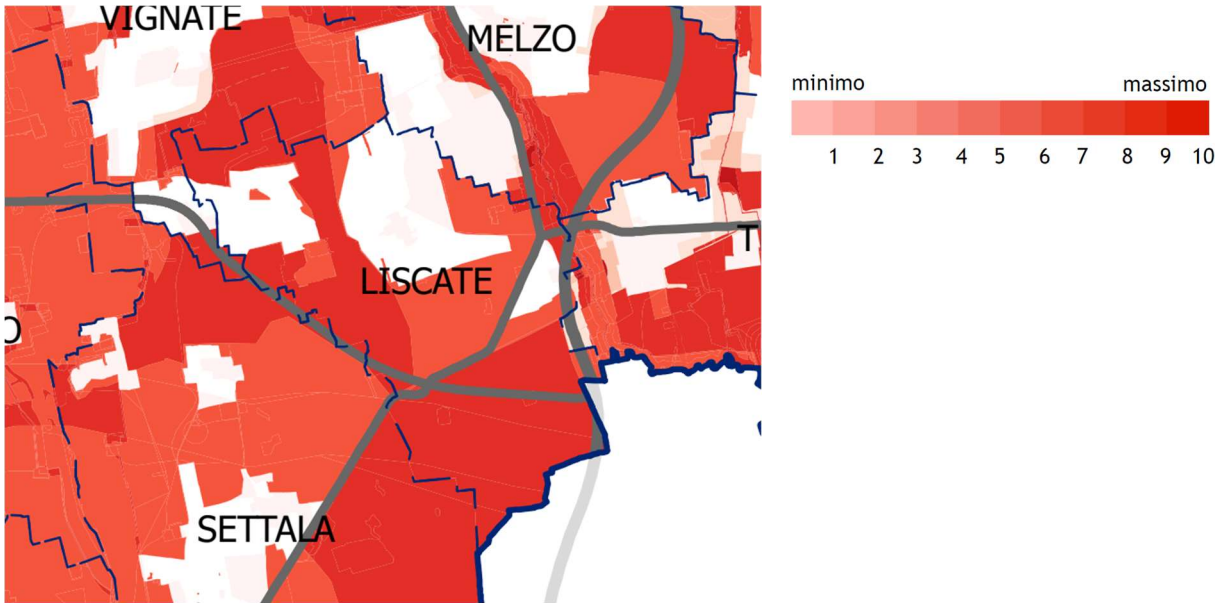 VIGNATE
MELZO
LISCATE
SETTALA
O
T
minimo massimo
1 2 3 4 5 6 7 8 9 10